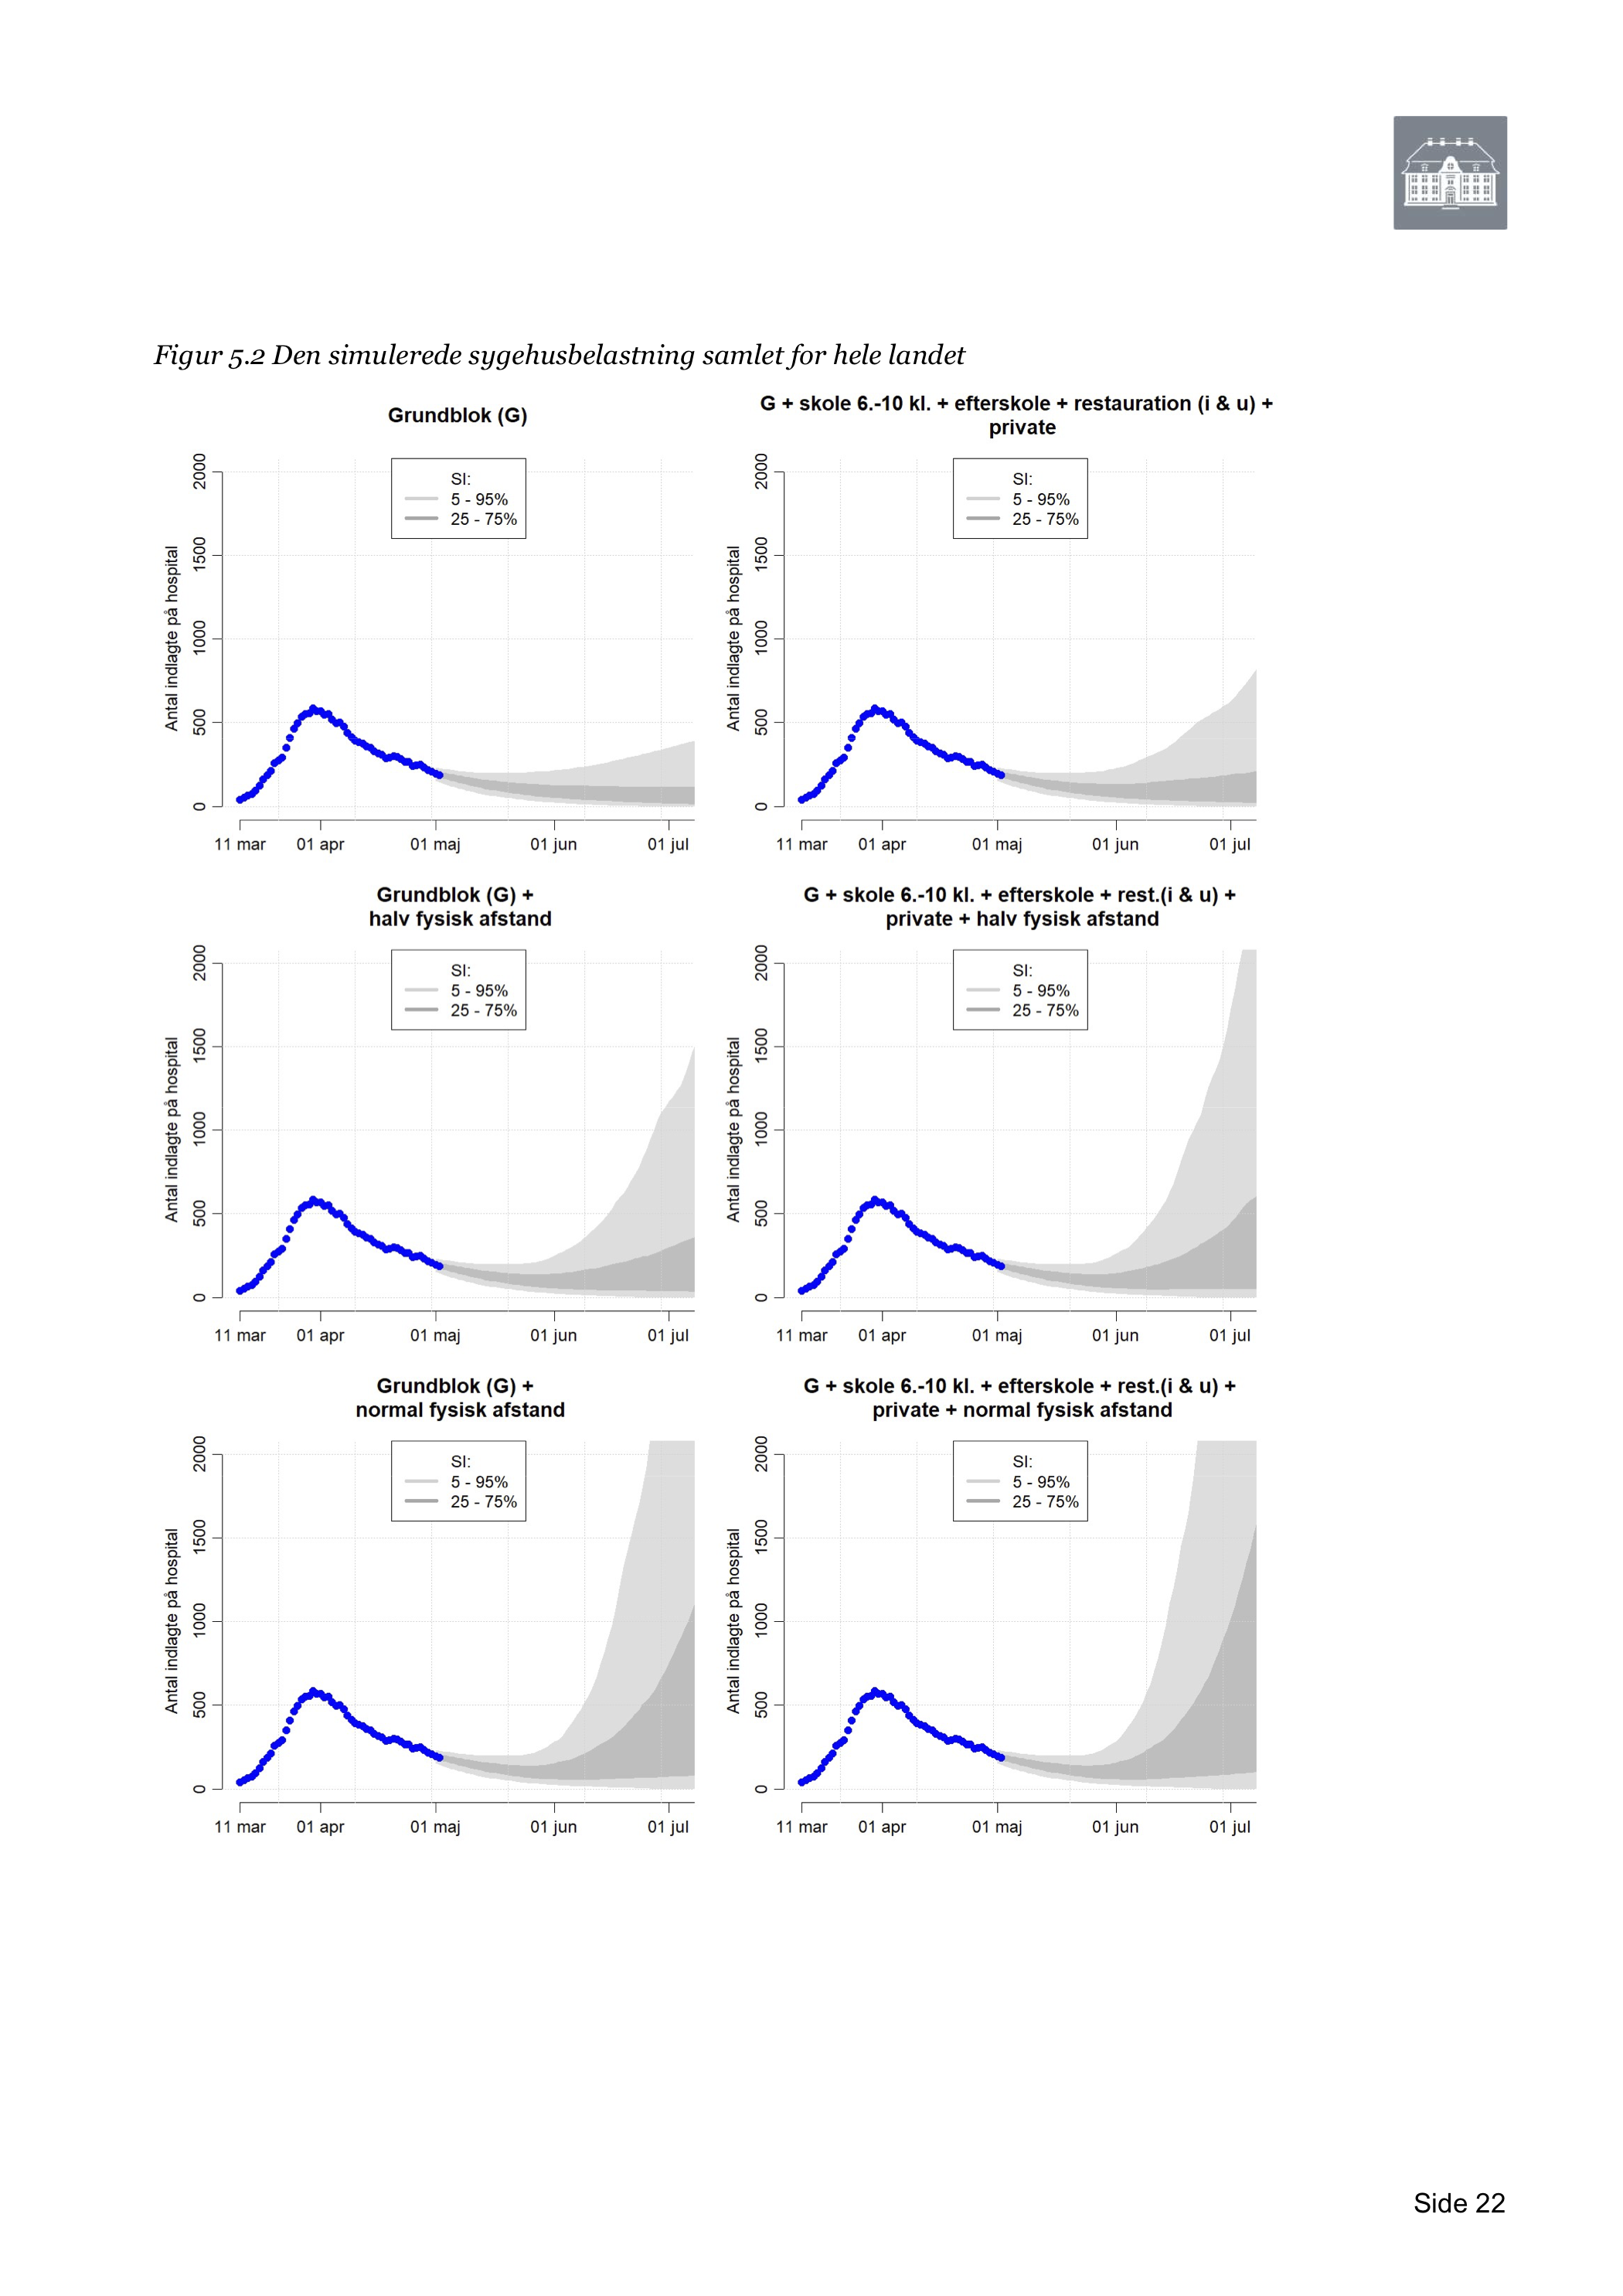 Figur 5.2 Den simulerede sygehusbelastning samlet for hele landet
Grundblok (G)
SI:
5 - 95%
25 - 75%
Antal indlagte på hospital
2000
1500
1000
500
0
11 mar 01 apr 01 maj 01 jun 01 jul
G + skole 6.-10 kl. + efterskole + restauration (i & u) +
private
SI:
5 - 95%
25 - 75%
Antal indlagte på hospital
2000
1500
1000
500
0
11 mar 01 apr 01 maj 01 jun 01 jul
Grundblok (G) +
halv fysisk afstand
SI:
5 - 95%
25 - 75%
Antal indlagte på hospital
2000
1500
1000
500
0
11 mar 01 apr 01 maj 01 jun 01 jul
G + skole 6.-10 kl. + efterskole + rest.(i & u) +
private + halv fysisk afstand
SI:
5 - 95%
25 - 75%
Antal indlagte på hospital
2000
1500
1000
500
0
11 mar 01 apr 01 maj 01 jun 01 jul
Grundblok (G) +
normal fysisk afstand
SI:
5 - 95%
25 - 75%
Antal indlagte på hospital
2000
1500
1000
500
0
11 mar 01 apr 01 maj 01 jun 01 jul
G + skole 6.-10 kl. + efterskole + rest.(i & u) +
private + normal fysisk afstand
SI:
5 - 95%
25 - 75%
Antal indlagte på hospital
2000
1500
1000
500
0
11 mar 01 apr 01 maj 01 jun 01 jul
Side 22